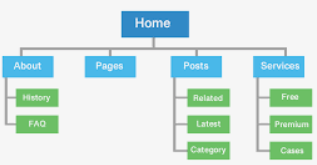 Home
About
Pages
Posts
Services
History
Related
Free
FAQ
Latest
Premium
Category
Cases